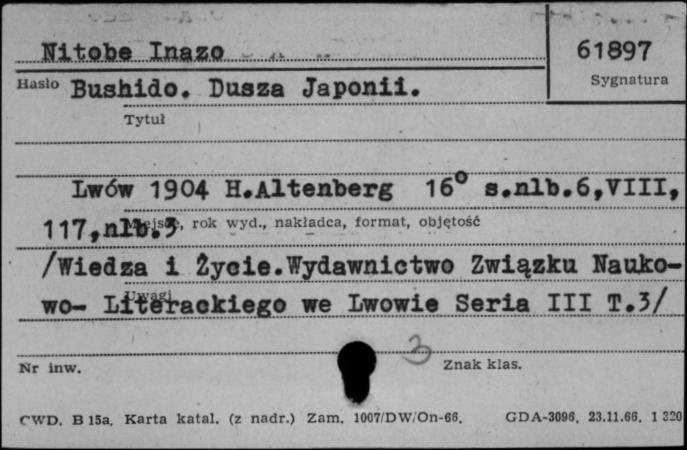 Nitobe Inazo
61897
Hasło Bushido. Dusza Japonii.
Sygnatura
Tytuł
Lwów 1904 H.Altenberg 16° s.nlb.6,VIII,
117,nlb.3
Miejsce, rok wyd., nakładca, format, objętość
/Wiedza i Życie.Wydawnictwo Związku Nauko-
wo- Literackiego we Lwowie Seria III T.3/
Uwagi
3
Nr inw.
Znak klas.
CWD. B 15a. Karta katal. (z nadr.) Zam. 1007/DW/On-66. GDA-3096. 23.11.66. 1 320